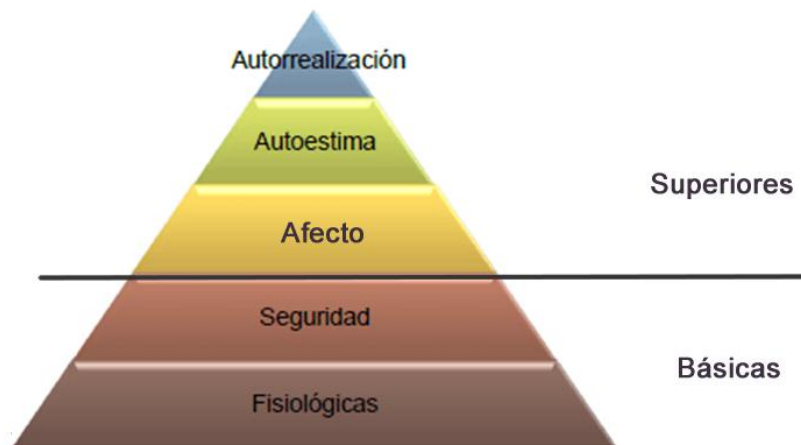 Autorrealización
Autoestima
Superiores
Afecto
Seguridad
Básicas
Fisiológicas